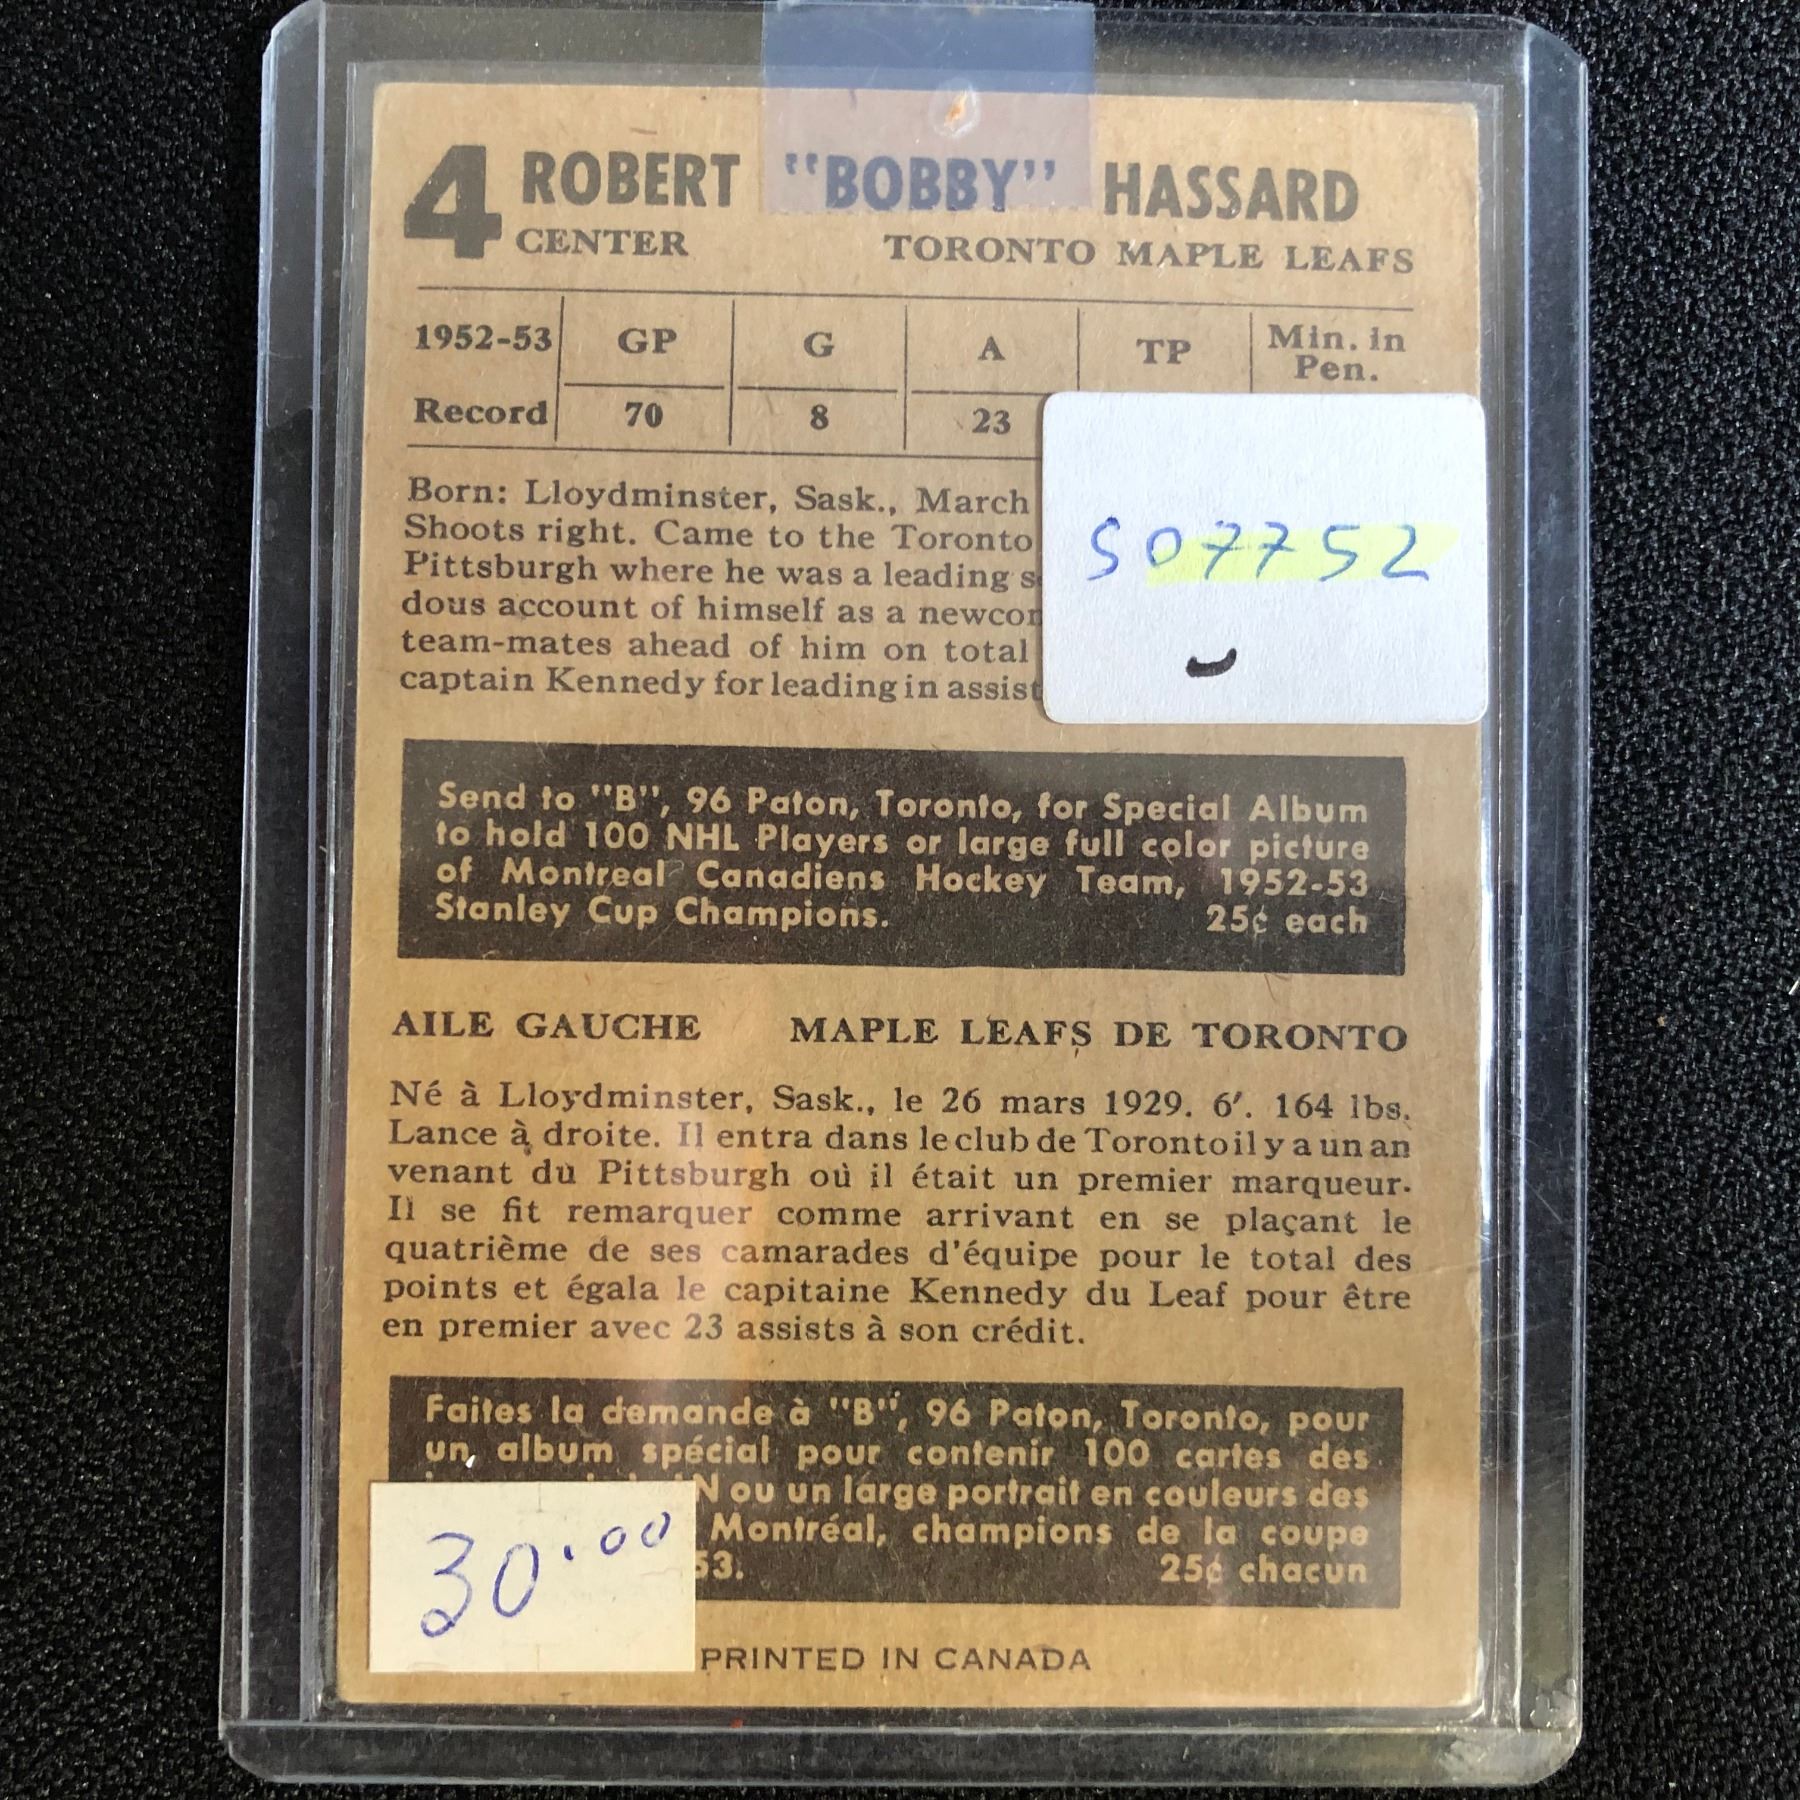 4 ROBERT "BOBBY" HASSARD
CENTER TORONTO MAPLE LEAFS
1952-53 GP G A TP Min. in Pen.
Record 70 8 23
Born: Lloydminster, Sask., March
Shoots right. Came to the Toronto
Pittsburgh where he was a leading
dous account of himself as a
team-mates ahead of him on total
captain Kennedy for leading in assist
S07752
Send to "B", 96 Paton, Toronto, for Special Album
to hold 100 NHL Players or large full color picture
of Montreal Canadiens Hockey Team, 1952-53
Stanley Cup Champions. 25¢ each
AILE GAUCHE MAPLE LEAFS DE TORONTO
Né à Lloydminster, Sask., le 26 mars 1929. 6'. 164 lbs.
Lance à droite. Il entra dans le club de Toronto il y a un an
venant du Pittsburgh où il était un premier marqueur.
Il se fit remarquer comme arrivant en se plaçant le
quatrième de ses camarades d'équipe pour le total des
points et égala le capitaine Kennedy du Leaf pour être
en premier avec 23 assists à son crédit.
Faites la demande à "B", 96 Paton, Toronto, pour
un album spécial pour contenir 100 cartes des
N ou un large portrait en couleurs des
Montréal, champions de la coupe
53. 25¢ chacun
30.00
PRINTED IN CANADA